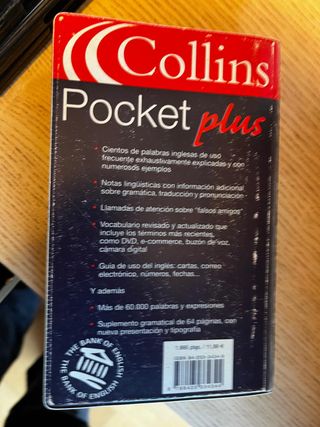 Collins
Pocket plus
• Cientos de palabras inglesas de uso
frecuente exhaustivamente explicadas y con
numerosos ejemplos
• Notas lingüísticas con información adicional
sobre gramática, traducción y pronunciación
• Llamadas de atención sobre "falsos amigos"
• Vocabulario revisado y actualizado que
incluye los términos más recientes,
como DVD, e-commerce, buzón de voz,
cámara digital
• Guía de uso del inglés: cartas, correo
electrónico, números, fechas...
Y además
• Más de 60.000 palabras y expresiones
• Suplemento gramatical de 64 páginas, con
nueva presentación y tipografía
THE BANK OF ENGLISH
THE BANK OF ENGLISH